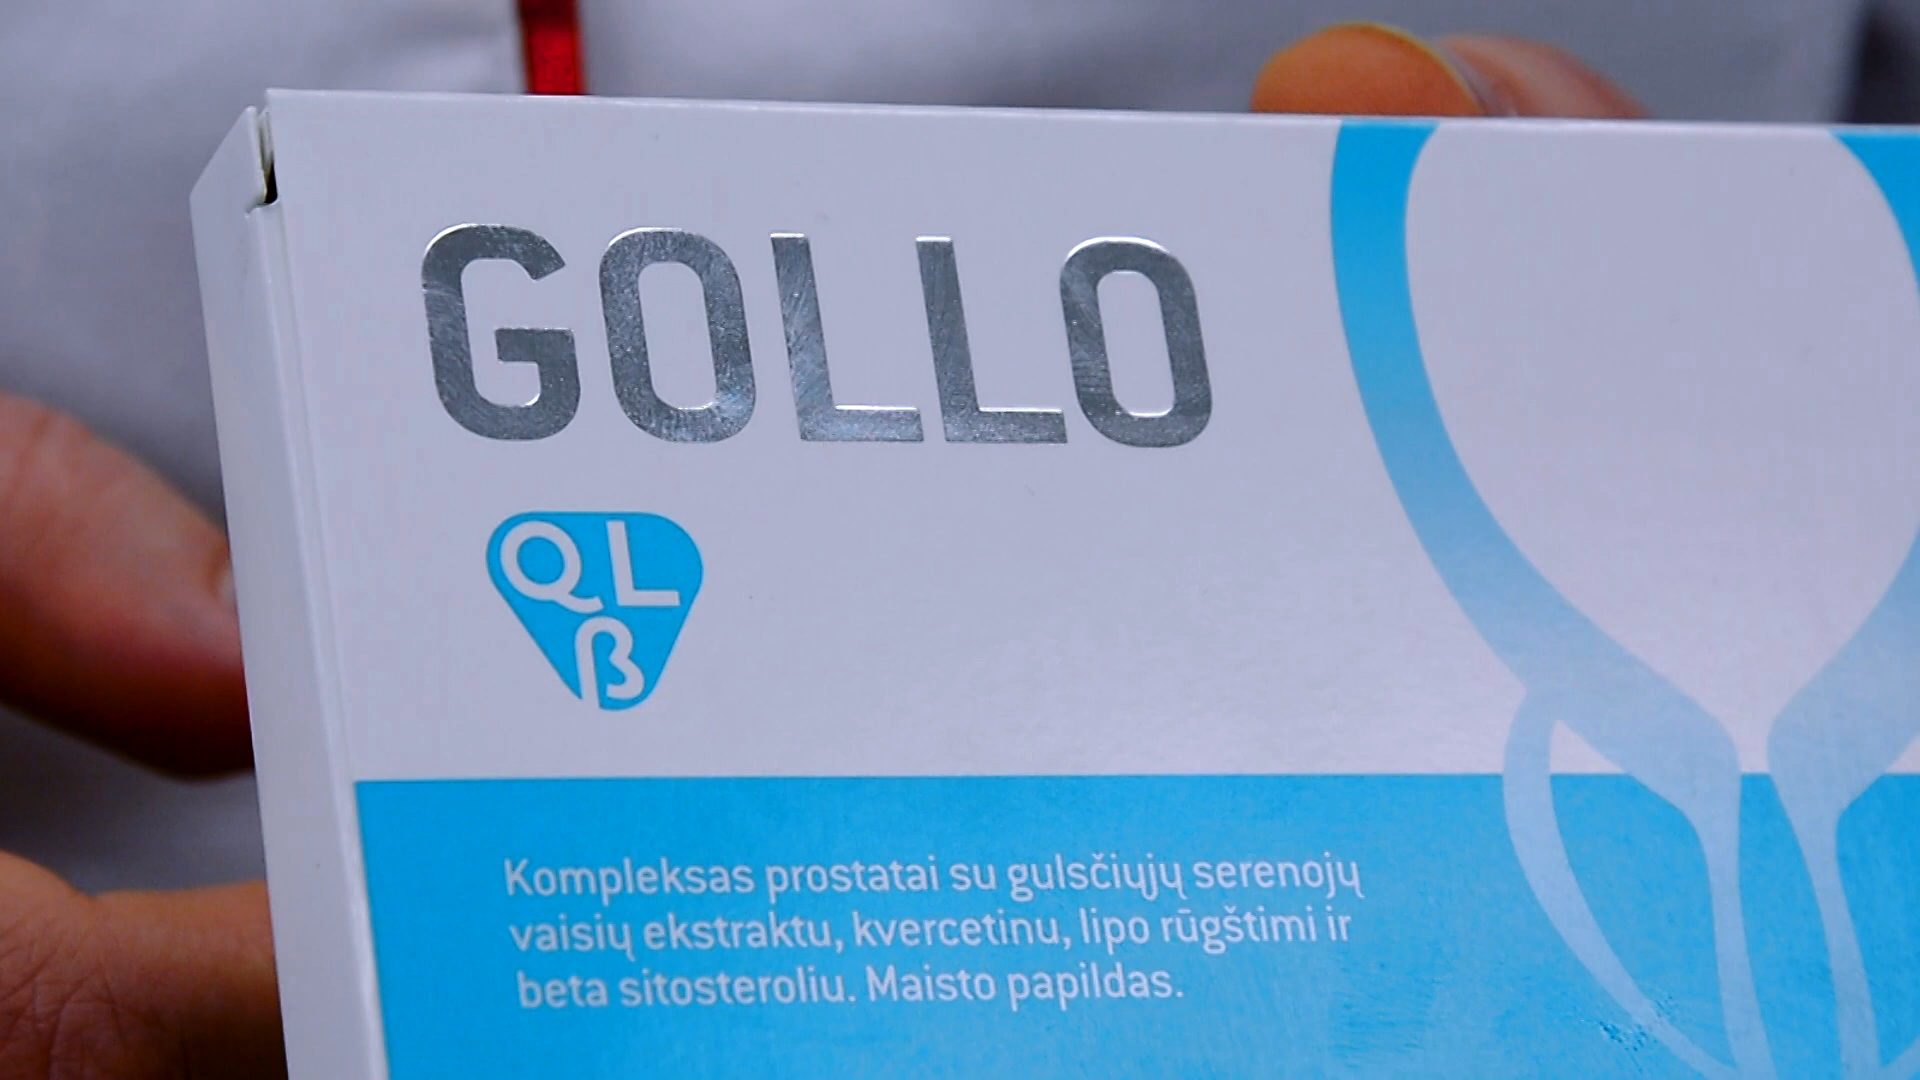 GOLLO
QL
β
Kompleksas prostatai su gulsčiųjų serenojų
vaisių ekstraktu, kvercetinu, lipo rūgštimi ir
beta sitosteroliu. Maisto papildas.